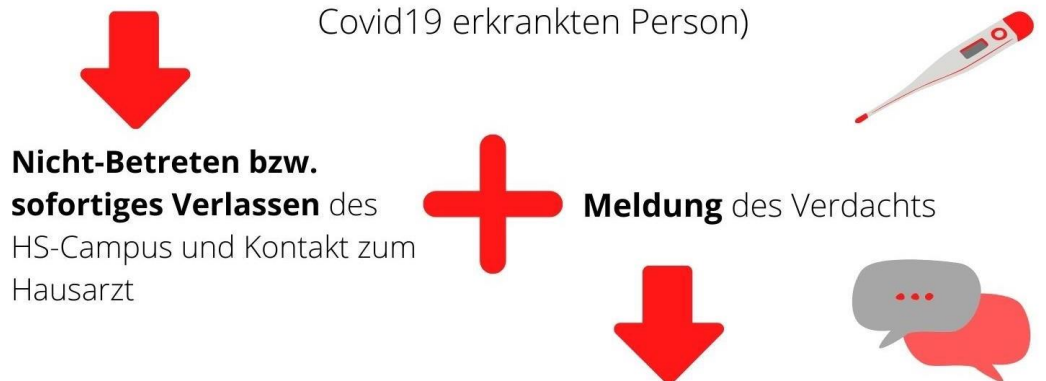 Covid19 erkrankten Person)
Nicht-Betreten bzw.
sofortiges Verlassen des
HS-Campus und Kontakt zum
Hausarzt
Meldung des Verdachts